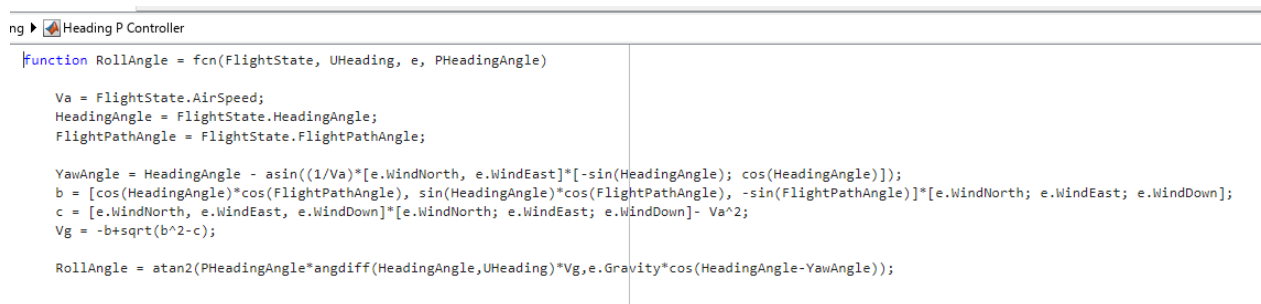 ng Heading P Controller
function RollAngle = fcn(FlightState, UHeading, e, PHeadingAngle)
Va = FlightState.AirSpeed;
HeadingAngle = FlightState.HeadingAngle;
FlightPathAngle = FlightState.FlightPathAngle;
YawAngle = HeadingAngle - asin((1/Va)*[e.WindNorth, e.WindEast]*[-sin(HeadingAngle); cos(HeadingAngle)]);
b = [cos(HeadingAngle)*cos(FlightPathAngle), sin(HeadingAngle)*cos(FlightPathAngle), -sin(FlightPathAngle)]*[e.WindNorth; e.WindEast; e.WindDown];
c = [e.WindNorth, e.WindEast, e.WindDown]*[e.WindNorth; e.WindEast; e.WindDown]- Va^2;
Vg = -b+sqrt(b^2-c);
RollAngle = atan2(PHeadingAngle*angdiff(HeadingAngle,UHeading)*Vg,e.Gravity*cos(HeadingAngle-YawAngle));